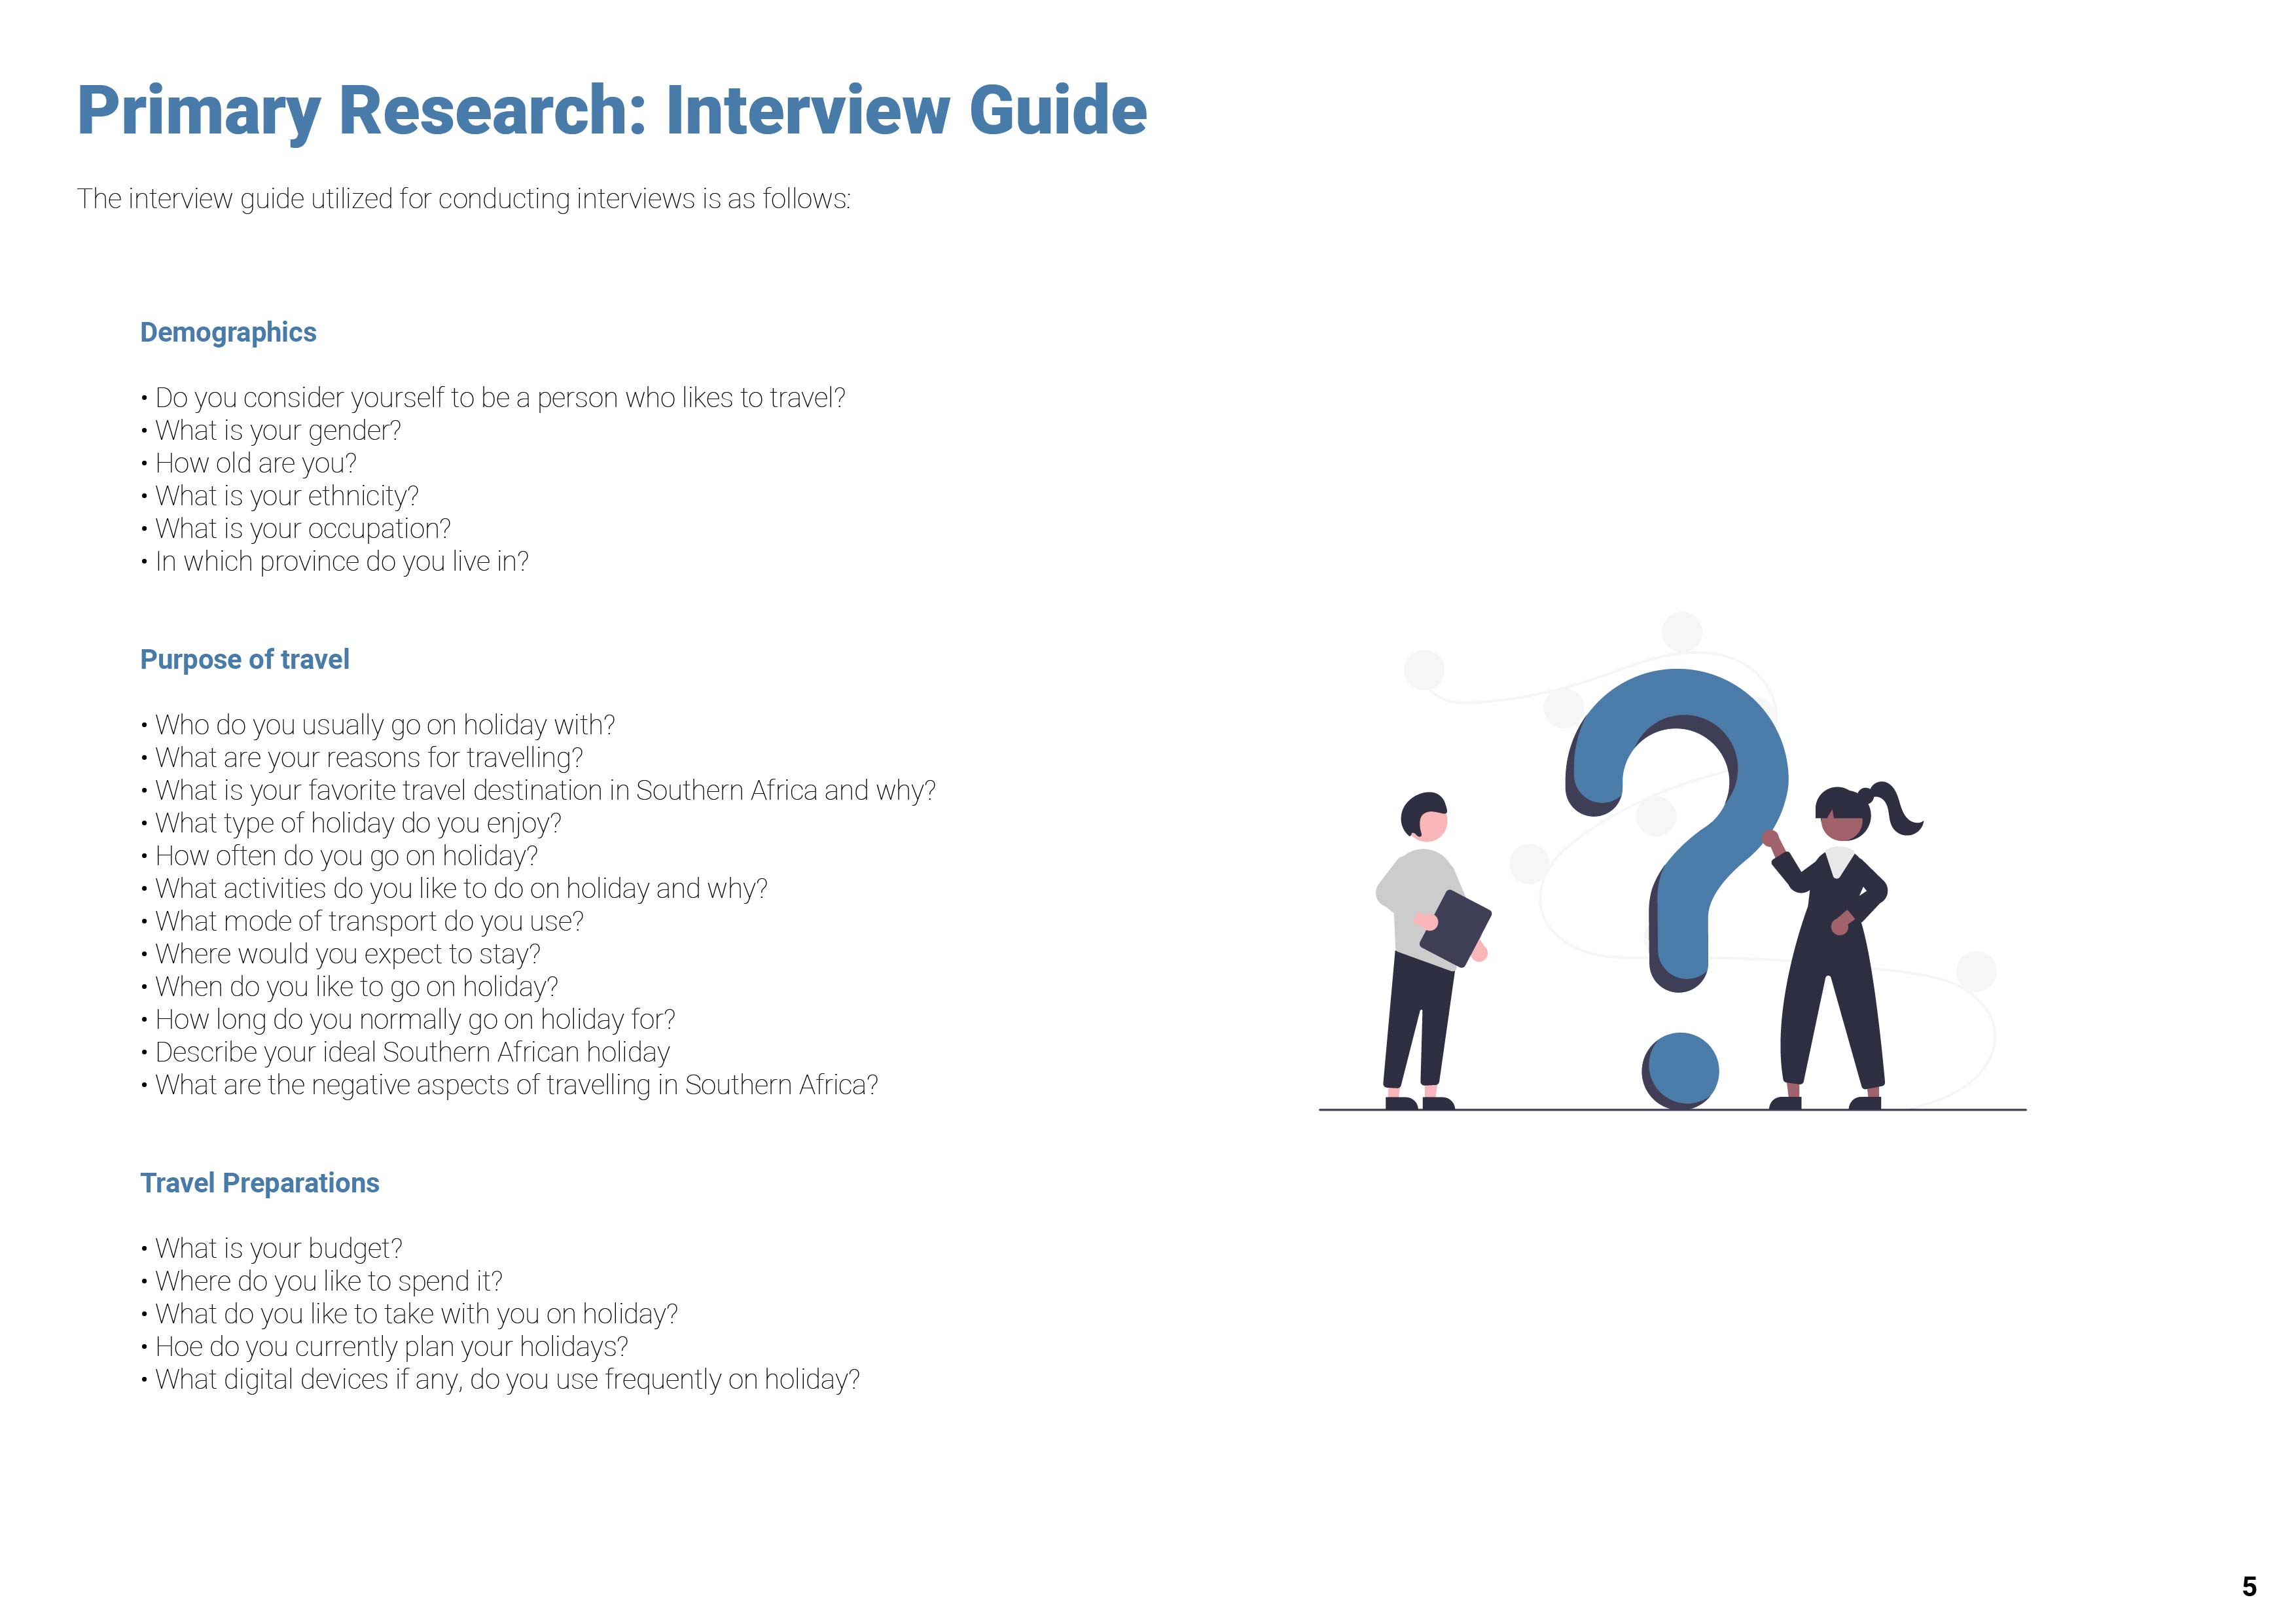 Primary Research: Interview Guide
The interview guide utilized for conducting interviews is as follows:
Demographics
• Do you consider yourself to be a person who likes to travel?
• What is your gender?
• How old are you?
• What is your ethnicity?
• What is your occupation?
• In which province do you live in?
Purpose of travel
• Who do you usually go on holiday with?
• What are your reasons for travelling?
• What is your favorite travel destination in Southern Africa and why?
• What type of holiday do you enjoy?
• How often do you go on holiday?
• What activities do you like to do on holiday and why?
• What mode of transport do you use?
• Where would you expect to stay?
• When do you like to go on holiday?
• How long do you normally go on holiday for?
• Describe your ideal Southern African holiday
• What are the negative aspects of travelling in Southern Africa?
Travel Preparations
• What is your budget?
• Where do you like to spend it?
• What do you like to take with you on holiday?
• Hoe do you currently plan your holidays?
• What digital devices if any, do you use frequently on holiday?
5